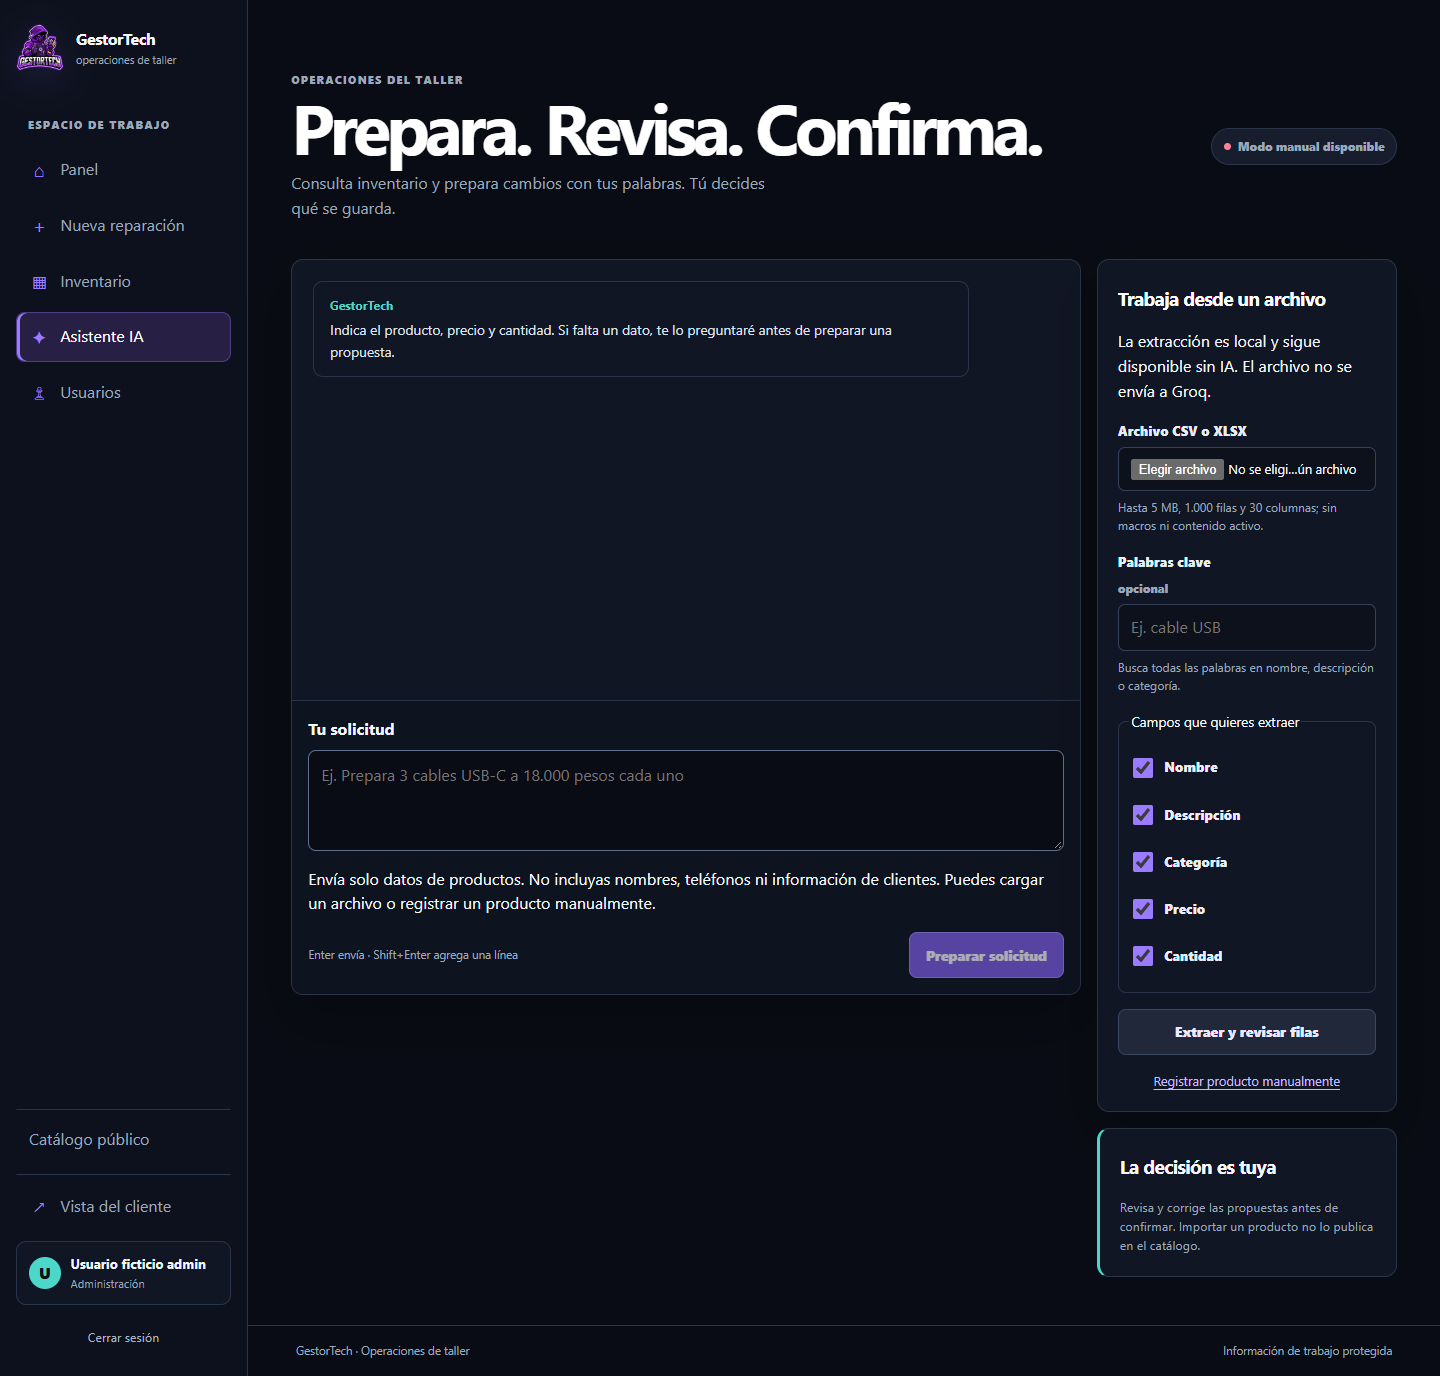 GESTORTECH
GestorTech
operaciones de taller
ESPACIO DE TRABAJO
Panel
Nueva reparación
Inventario
Asistente IA
Usuarios
Catálogo público
Vista del cliente
U
Usuario ficticio admin
Administración
Cerrar sesión
OPERACIONES DEL TALLER
Prepara. Revisa. Confirma.
Consulta inventario y prepara cambios con tus palabras. Tú decides
qué se guarda.
Modo manual disponible
GestorTech
Indica el producto, precio y cantidad. Si falta un dato, te lo preguntaré antes de preparar una
propuesta.
Tu solicitud
Ej. Prepara 3 cables USB-C a 18.000 pesos cada uno
Envía solo datos de productos. No incluyas nombres, teléfonos ni información de clientes. Puedes cargar
un archivo o registrar un producto manualmente.
Enter envía · Shift+Enter agrega una línea
Preparar solicitud
Trabaja desde un archivo
La extracción es local y sigue
disponible sin IA. El archivo no se
envía a Groq.
Archivo CSV o XLSX
Elegir archivo No se eligi...ún archivo
Hasta 5 MB, 1.000 filas y 30 columnas; sin
macros ni contenido activo.
Palabras clave
opcional
Ej. cable USB
Busca todas las palabras en nombre, descripción
o categoría.
Campos que quieres extraer
Nombre
Descripción
Categoría
Precio
Cantidad
Extraer y revisar filas
Registrar producto manualmente
La decisión es tuya
Revisa y corrige las propuestas antes de
confirmar. Importar un producto no lo publica
en el catálogo.
GestorTech · Operaciones de taller
Información de trabajo protegida